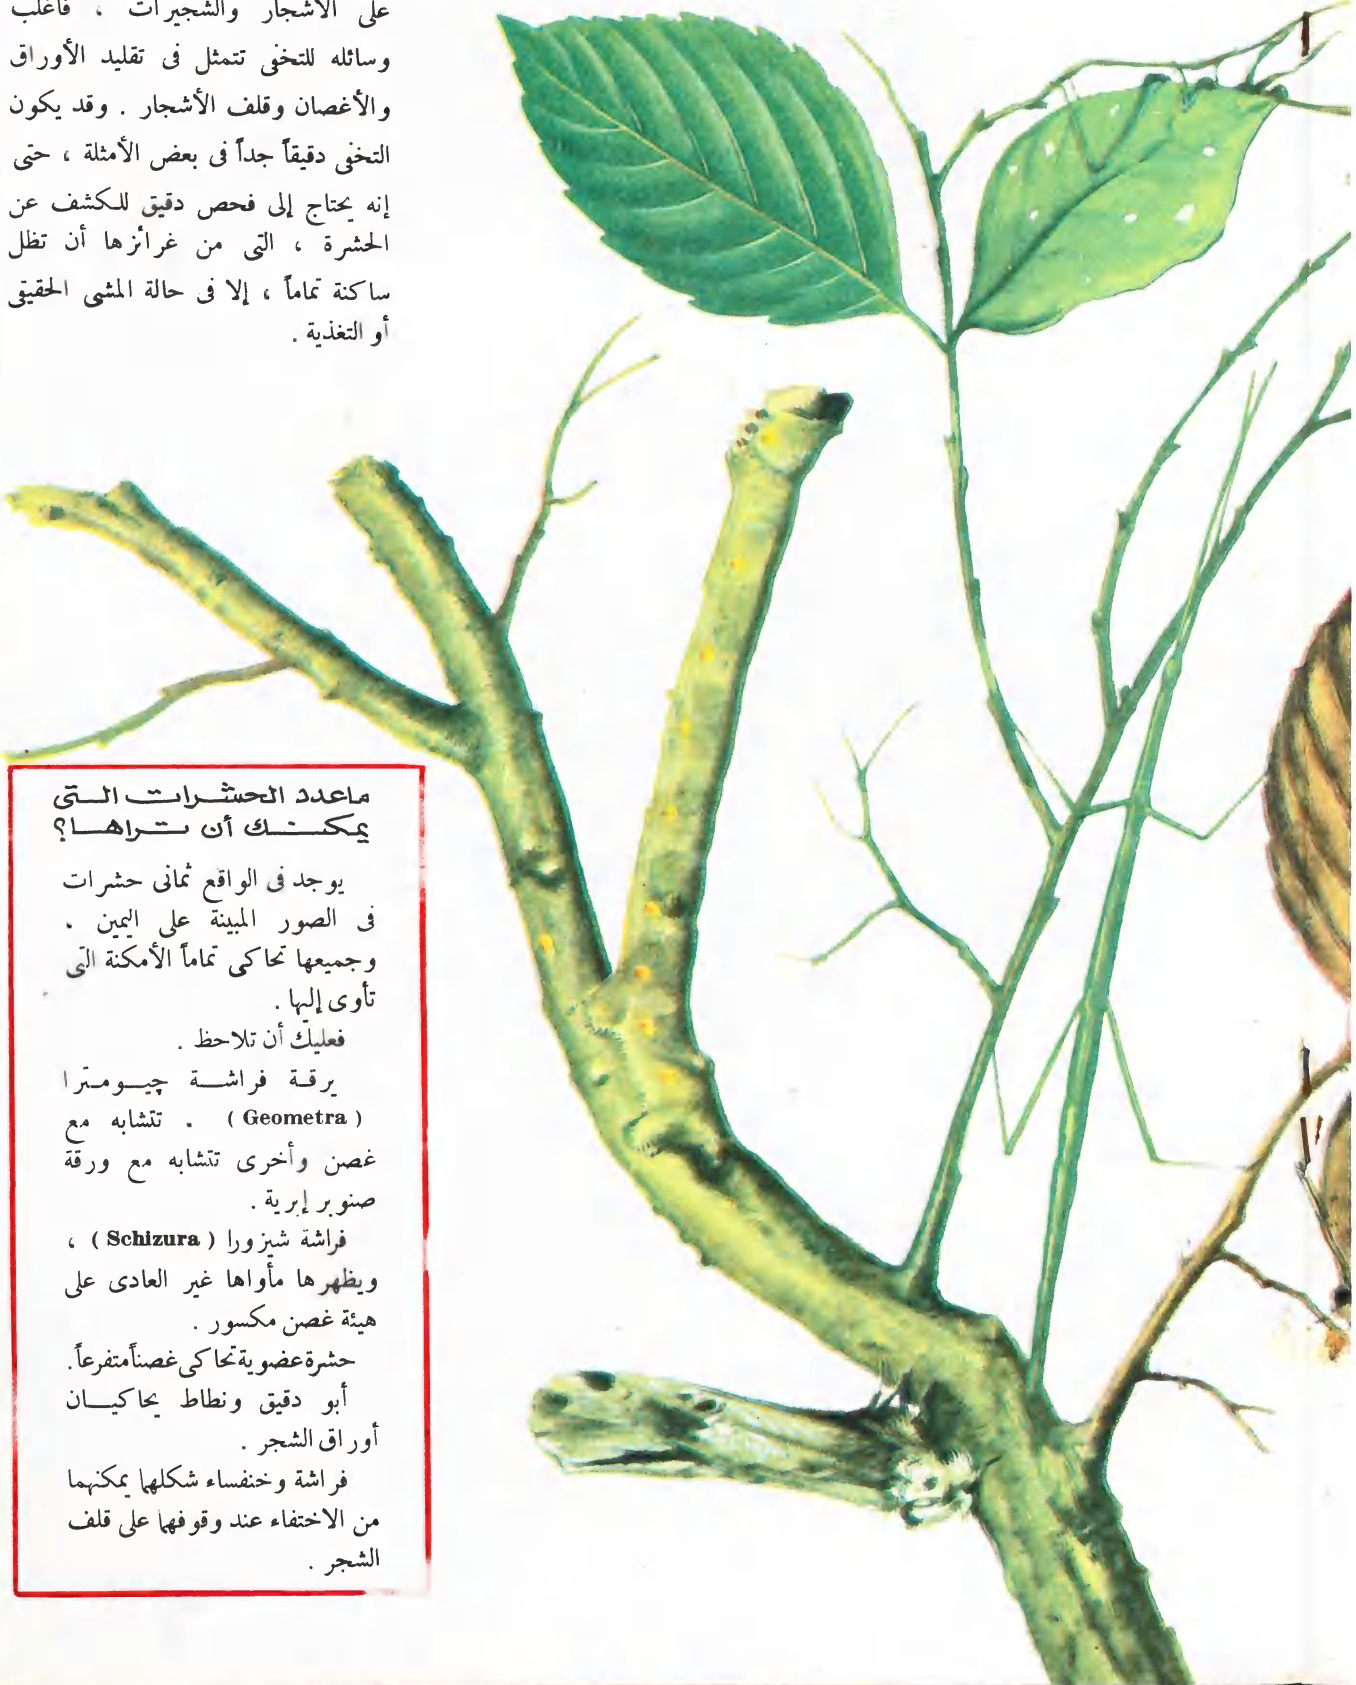 على الأشجار والشجيرات ، فأغلب
وسائله للتخفى تتمثل فى تقليد الأوراق
والأغصان وقلف الأشجار . وقد يكون
التخفى دقيقاً جداً فى بعض الأمثلة ، حتى
إنه يحتاج إلى فحص دقيق للكشف عن
الحشرة ، التى من غرائزها أن تظل
ساكنة تماماً ، إلا فى حالة المشى الحقيقى
أو التغذية .
ماعدد الحشرات التى
يمكنك أن تراها؟
يوجد فى الواقع ثمانى حشرات
فى الصور المبينة على اليمين .
وجميعها تحاكى تماماً الأمكنة التى
تأوى إليها .
فعليك أن تلاحظ .
يرقة فراشة چيومترا
( Geometra ) . تتشابه مع
غصن وأخرى تتشابه مع ورقة
صنوبر إبرية .
فراشة شيزورا ( Schizura ) ،
ويظهرها مأواها غير العادى على
هيئة غصن مكسور .
حشرة عضوية تحاكى غصناً متفرعاً .
أبو دقيق ونطاط يحاكيان
أوراق الشجر .
فراشة وخنفساء شكلها يمكنهما
من الاختفاء عند وقوفها على قلف
الشجر .